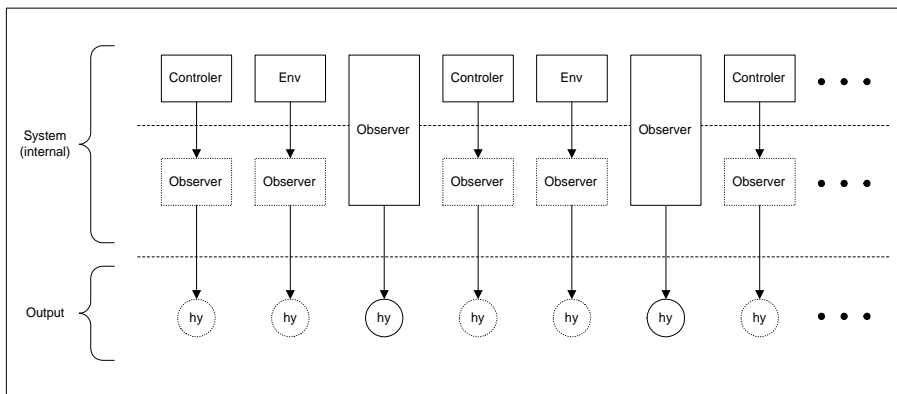 Controler
Env
Observer
Controler
Env
Observer
Controler
System
(internal)
Observer
Observer
Observer
Observer
Observer
Output
hy
hy
hy
hy
hy
hy
hy